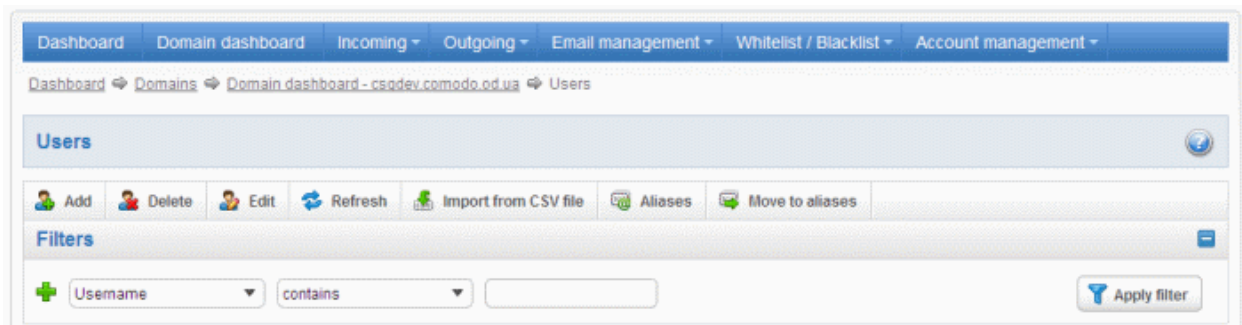 Dashboard Domain dashboard Incoming Outgoing Email management Whitelist / Blacklist Account management
Dashboard Domains Domain dashboard - csgdev.comodo.od.ua Users
Users
Add Delete Edit Refresh Import from CSV file Aliases Move to aliases
Filters
Username contains Apply filter